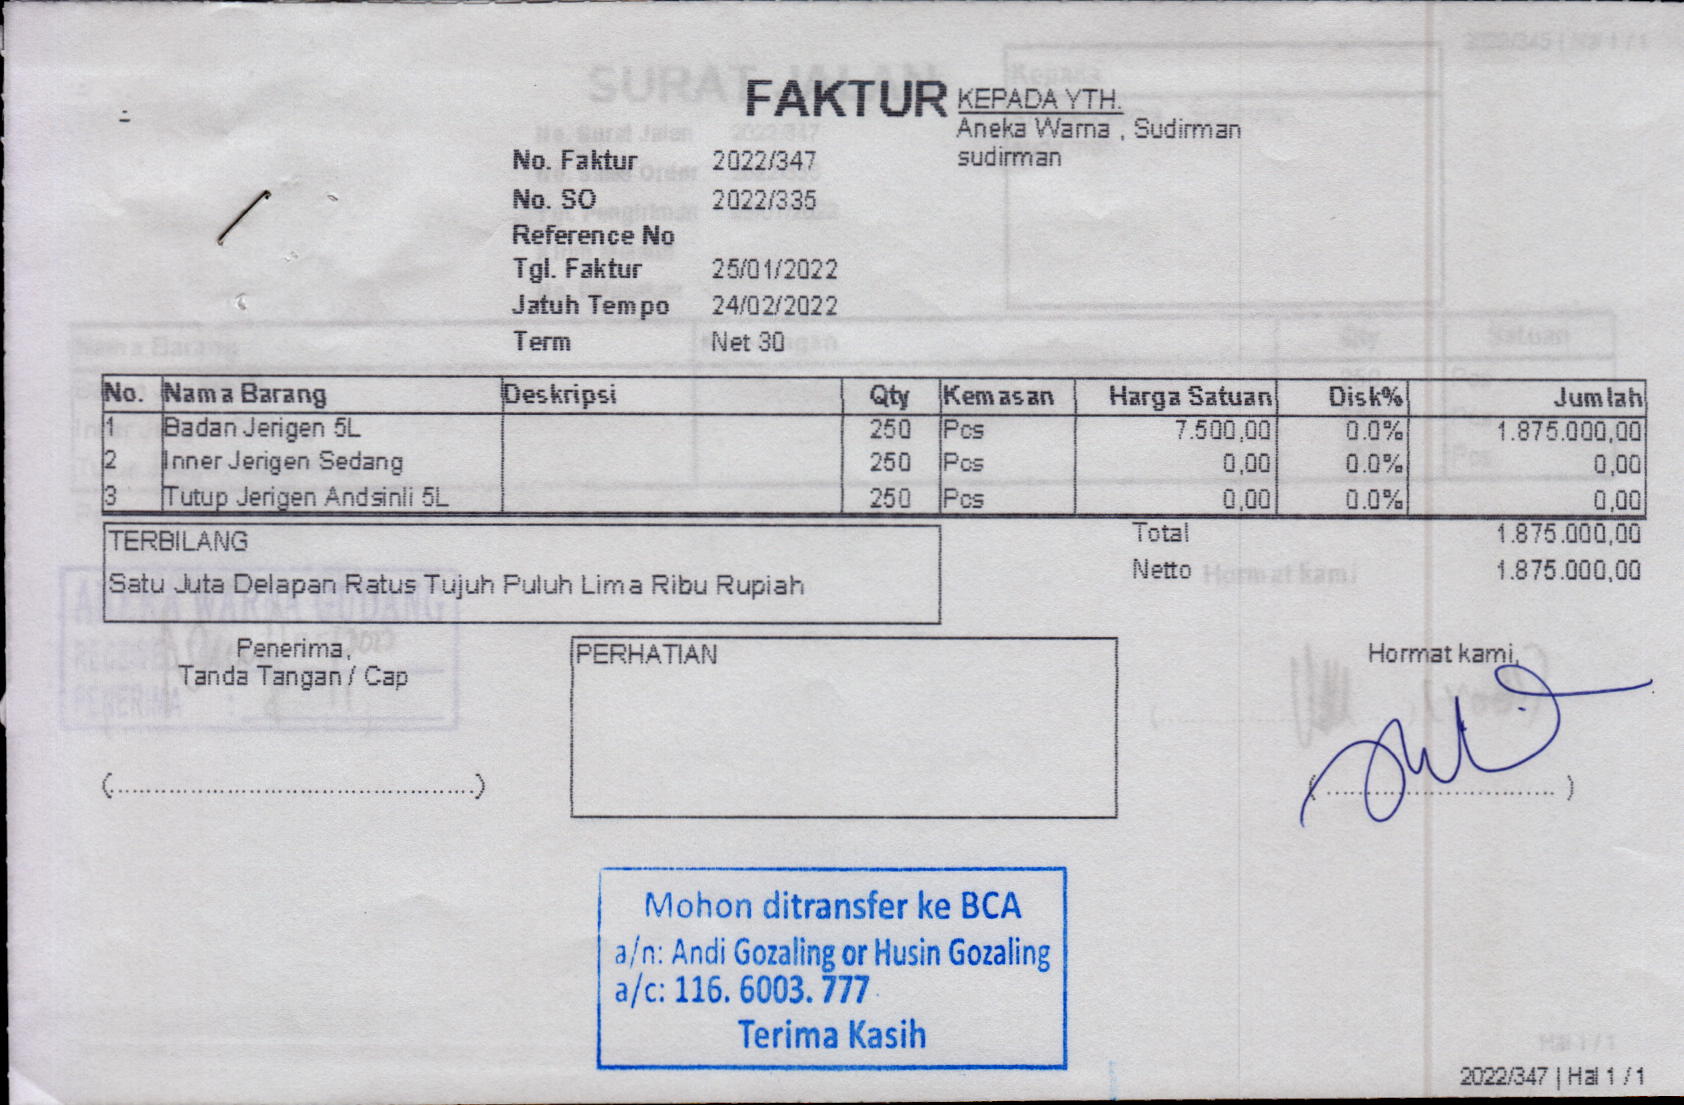 FAKTUR
KEPADA YTH.
Aneka Warna , Sudirman
sudirman
No. Faktur 2022/347
No. SO 2022/335
Reference No
Tgl. Faktur 25/01/2022
Jatuh Tempo 24/02/2022
Term Net 30
No. Nama Barang Deskripsi Qty Kemasan Harga Satuan Disk% Jumlah
1 Badan Jerigen 5L 250 Pcs 7.500,00 0.0% 1.875.000,00
2 Inner Jerigen Sedang 250 Pcs 0,00 0.0% 0,00
3 Tutup Jerigen Andsinli 5L 250 Pcs 0,00 0.0% 0,00
TERBILANG
Satu Juta Delapan Ratus Tujuh Puluh Lima Ribu Rupiah
Total 1.875.000,00
Netto 1.875.000,00
Penerima,
Tanda Tangan / Cap
(................................................)
PERHATIAN
Hormat kami,
(.............................. )
Mohon ditransfer ke BCA
a/n: Andi Gozaling or Husin Gozaling
a/c: 116. 6003. 777
Terima Kasih
2022/347 | Hal 1 / 1